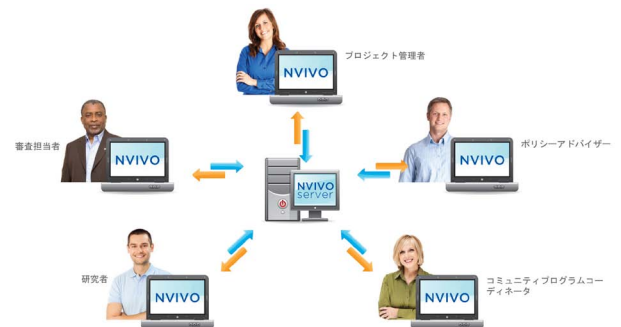 NVIVO
プロジェクト管理者
審査担当者
NVIVO
NVIVO
ポリシーアドバイザー
NVIVO
server
研究者
NVIVO
NVIVO
コミュニティプログラムコー
ディネータ